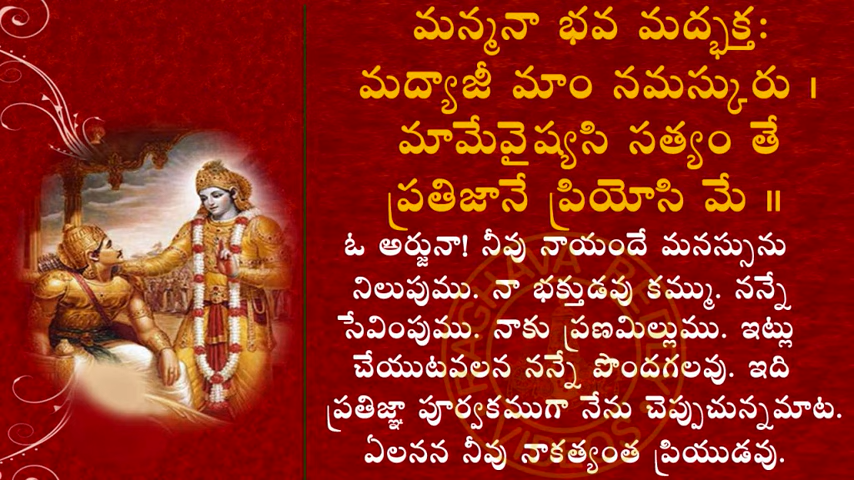 మన్మనా భవ మద్భక్త:
మద్యాజీ మాం నమస్కురు ।
మామేవైష్యసి సత్యం తే
ప్రతిజానే ప్రియోసి మే ॥
ఓ అర్జునా! నీవు నాయందే మనస్సును
నిలుపుము. నా భక్తుడవు కమ్ము. నన్నే
సేవింపుము. నాకు ప్రణమిల్లుము. ఇట్లు
చేయుటవలన నన్నే పొందగలవు. ఇది
ప్రతిజ్ఞా పూర్వకముగా నేను చెప్పుచున్నమాట.
ఏలనన నీవు నాకత్యంత ప్రియుడవు.